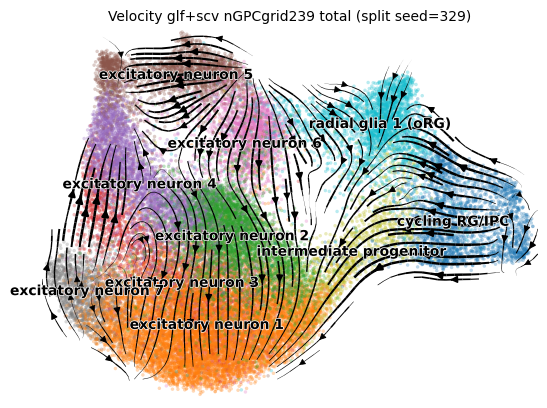 Velocity glf+scv nGPCgrid239 total (split seed=329)
excitatory neuron 5
radial glia 1 (oRG)
excitatory neuron 6
excitatory neuron 4
cycling RG/IPC
excitatory neuron 2
intermediate progenitor
excitatory neuron 3
excitatory neuron 7
excitatory neuron 1